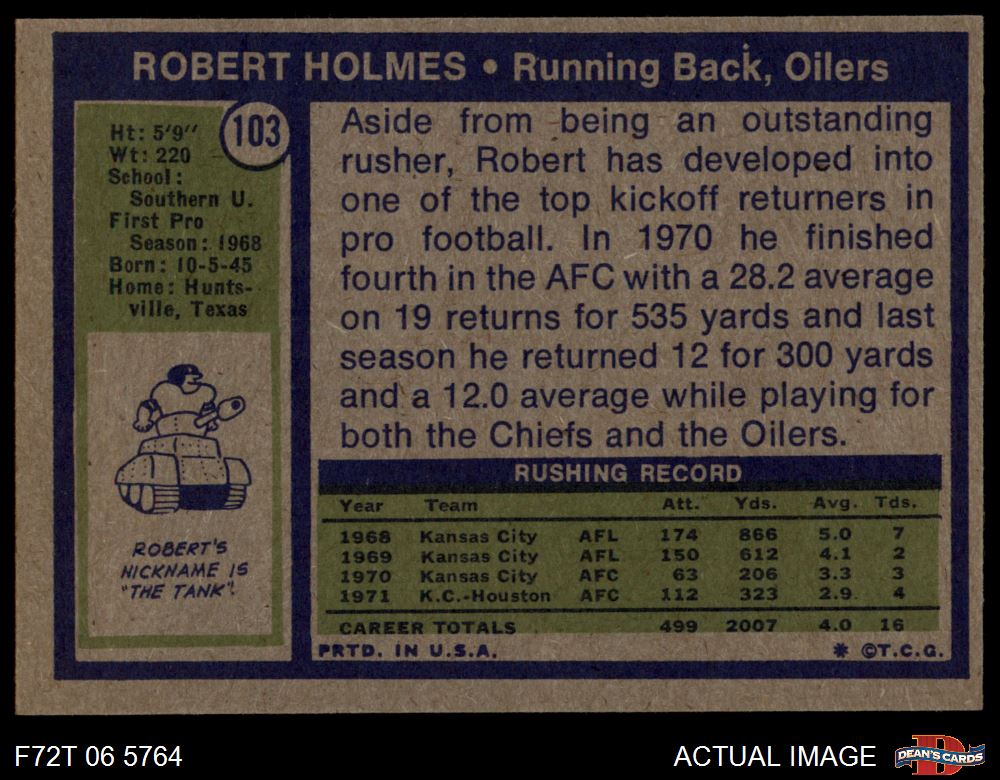 ROBERT HOLMES • Running Back, Oilers
103
Ht: 5'9"
Wt: 220
School:
Southern U.
First Pro
Season: 1968
Born: 10-5-45
Home: Hunts-
ville, Texas
ROBERT'S
NICKNAME IS
"THE TANK".
Aside from being an outstanding
rusher, Robert has developed into
one of the top kickoff returners in
pro football. In 1970 he finished
fourth in the AFC with a 28.2 average
on 19 returns for 535 yards and last
season he returned 12 for 300 yards
and a 12.0 average while playing for
both the Chiefs and the Oilers.
RUSHING RECORD
Year Team Att. Yds. Avg. Tds.
1968 Kansas City AFL 174 866 5.0 7
1969 Kansas City AFL 150 612 4.1 2
1970 Kansas City AFC 63 206 3.3 3
1971 K.C.-Houston AFC 112 323 2.9 4
CAREER TOTALS 499 2007 4.0 16
PRTD. IN U.S.A. * ©T.C.G.
F72T 06 5764 ACTUAL IMAGE
D
DEAN'S CARDS